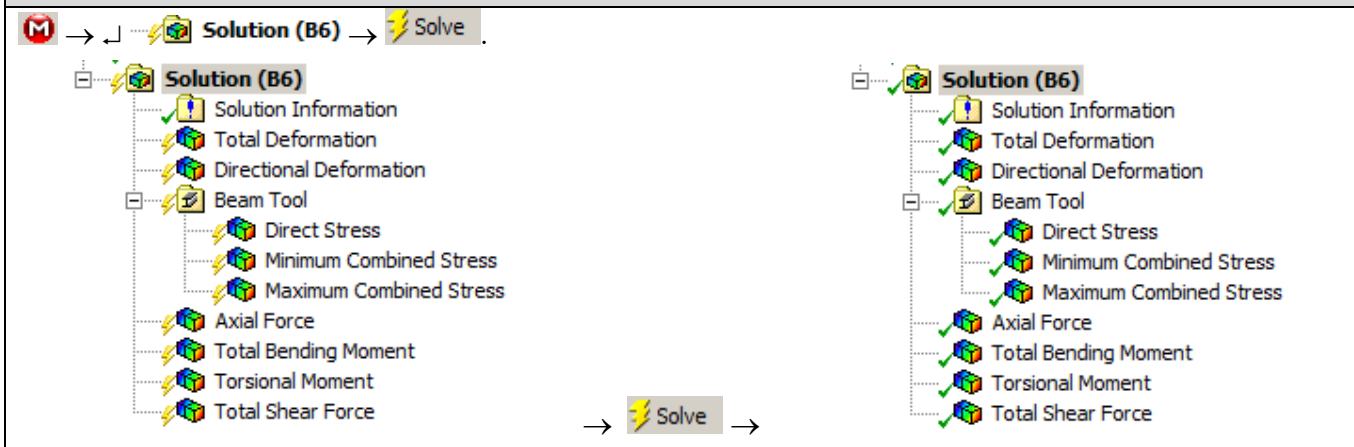 M → ↵ Solution (B6) → Solve .
Solution (B6)
Solution Information
Total Deformation
Directional Deformation
Beam Tool
Direct Stress
Minimum Combined Stress
Maximum Combined Stress
Axial Force
Total Bending Moment
Torsional Moment
Total Shear Force
→ Solve →
Solution (B6)
Solution Information
Total Deformation
Directional Deformation
Beam Tool
Direct Stress
Minimum Combined Stress
Maximum Combined Stress
Axial Force
Total Bending Moment
Torsional Moment
Total Shear Force